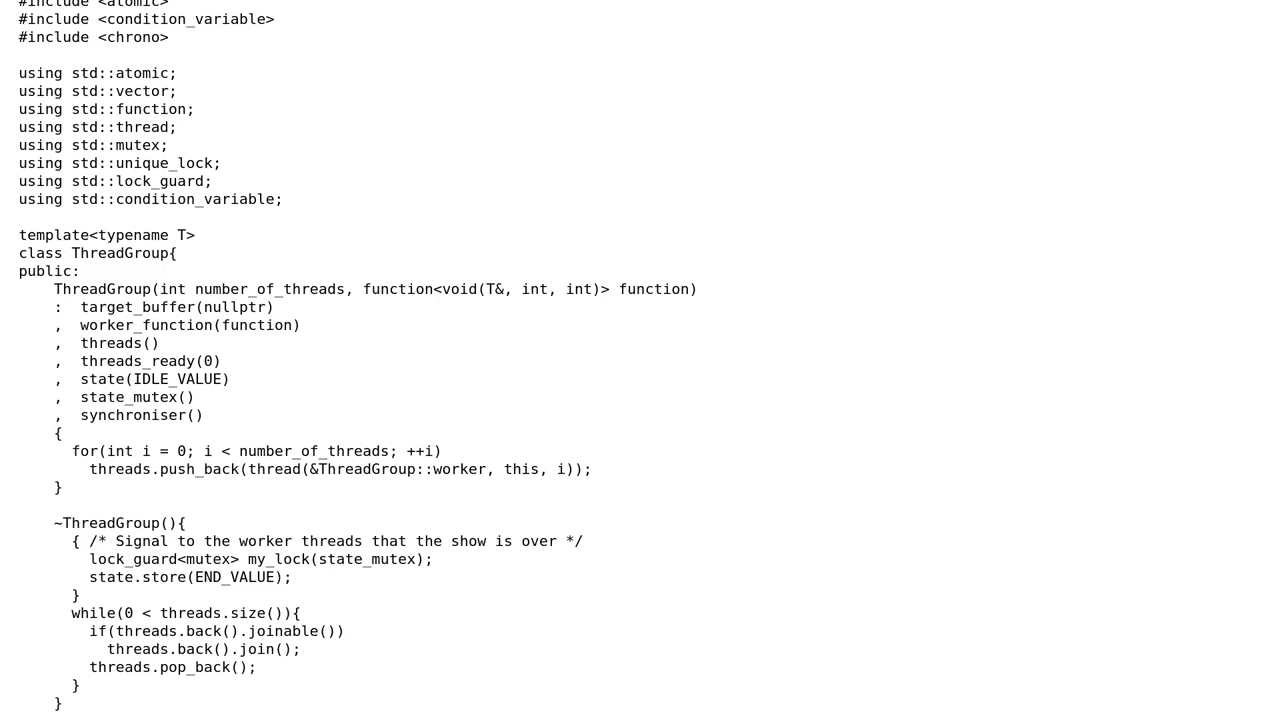 #include <atomic>
#include <condition_variable>
#include <chrono>

using std::atomic;
using std::vector;
using std::function;
using std::thread;
using std::mutex;
using std::unique_lock;
using std::lock_guard;
using std::condition_variable;

template<typename T>
class ThreadGroup{
public:
    ThreadGroup(int number_of_threads, function<void(T&, int, int)> function)
    :  target_buffer(nullptr)
    ,  worker_function(function)
    ,  threads()
    ,  threads_ready(0)
    ,  state(IDLE_VALUE)
    ,  state_mutex()
    ,  synchroniser()
    {
      for(int i = 0; i < number_of_threads; ++i)
        threads.push_back(thread(&ThreadGroup::worker, this, i));
    }

    ~ThreadGroup(){
      { /* Signal to the worker threads that the show is over */
        lock_guard<mutex> my_lock(state_mutex);
        state.store(END_VALUE);
      }
      while(0 < threads.size()){
        if(threads.back().joinable())
          threads.back().join();
        threads.pop_back();
      }
    }